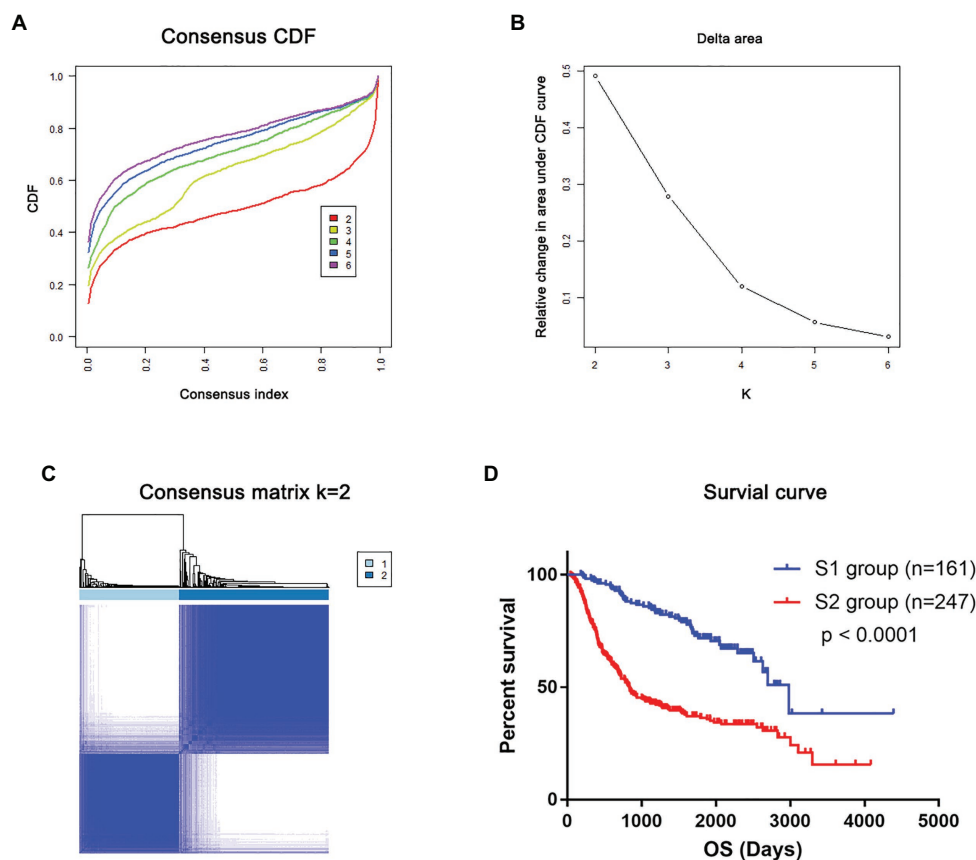 A
Consensus CDF
CDF
1.0
0.8
0.6
0.4
0.2
0.0
2
3
4
5
6
0.0 0.2 0.4 0.6 0.8 1.0
Consensus index
B
Delta area
Relative change in area under CDF curve
0.5
0.4
0.3
0.2
0.1
2 3 4 5 6
K
C
Consensus matrix k=2
1
2
D
Survial curve
S1 group (n=161)
S2 group (n=247)
p < 0.0001
Percent survival
100
50
0
0 1000 2000 3000 4000 5000
OS (Days)